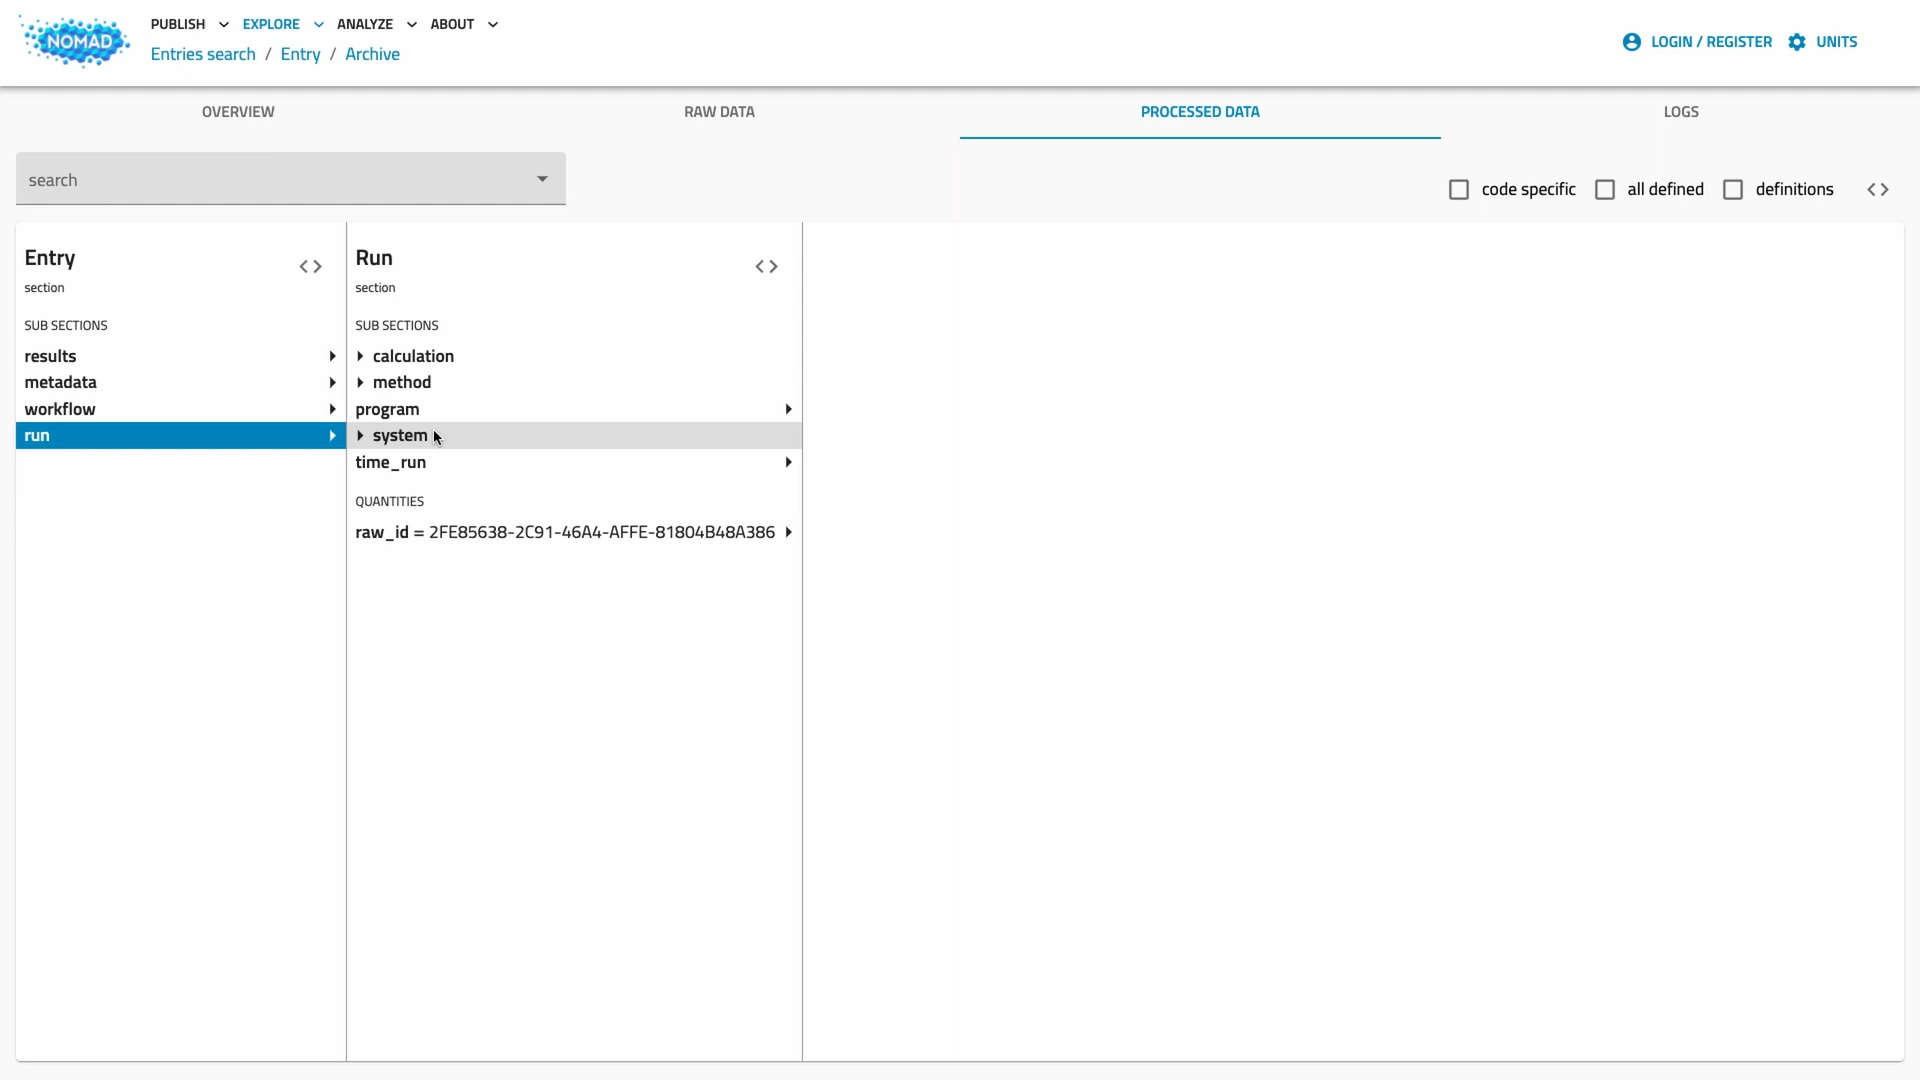 NOMAD
PUBLISH EXPLORE ANALYZE ABOUT
Entries search / Entry / Archive
LOGIN / REGISTER UNITS
OVERVIEW RAW DATA PROCESSED DATA LOGS
search
code specific all defined definitions <>
Entry <>
section
SUB SECTIONS
results
metadata
workflow
run
Run <>
section
SUB SECTIONS
calculation
method
program
system
time_run
QUANTITIES
raw_id = 2FE85638-2C91-46A4-AFFE-81804B48A386